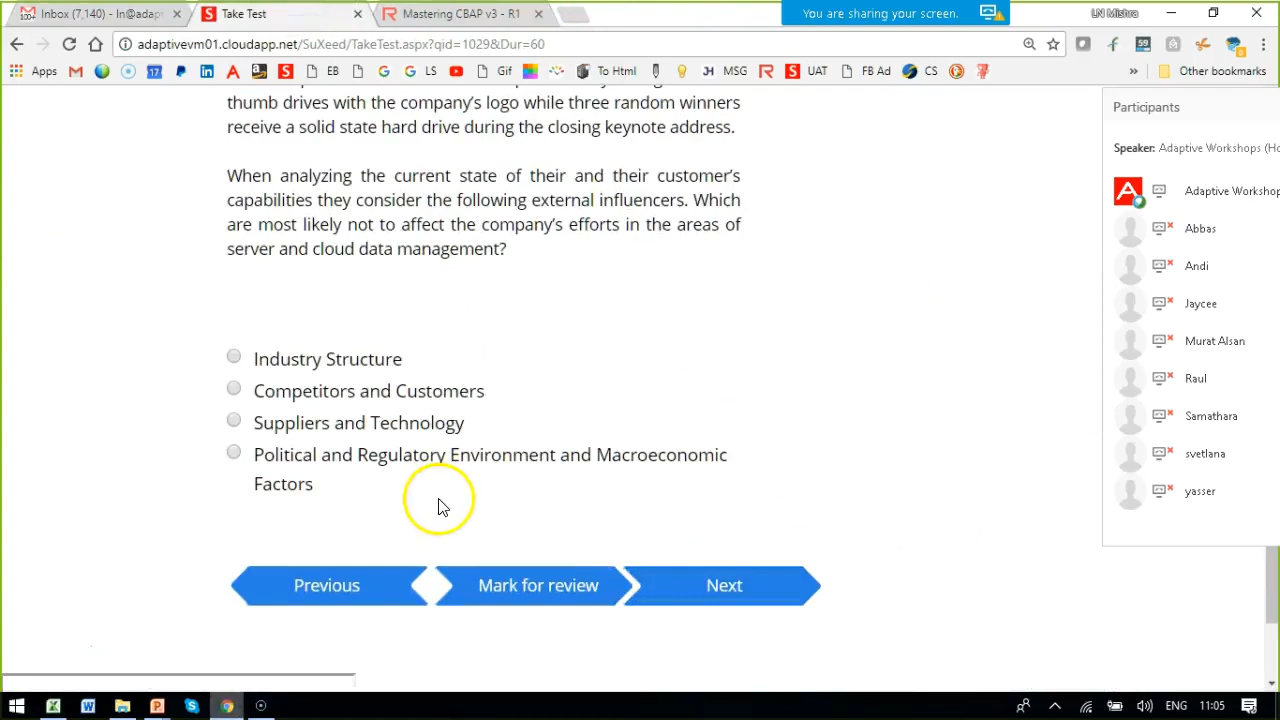 Inbox (7,140) - ln@adap
Take Test
Mastering CBAP v3 - R1
You are sharing your screen.
LN Mishra
adaptivevm01.cloudapp.net/SuXeed/TakeTest.aspx?qid=1029&Dur=60
Apps
EB
LS
Gif
To Html
MSG
UAT
FB Ad
CS
Other bookmarks
thumb drives with the company's logo while three random winners
receive a solid state hard drive during the closing keynote address.
When analyzing the current state of their and their customer's
capabilities they consider the following external influencers. Which
are most likely not to affect the company's efforts in the areas of
server and cloud data management?
Industry Structure
Competitors and Customers
Suppliers and Technology
Political and Regulatory Environment and Macroeconomic
Factors
Previous
Mark for review
Next
Participants
Speaker: Adaptive Workshops (Ho
Adaptive Workshop
Abbas
Andi
Jaycee
Murat Alsan
Raul
Samathara
svetlana
yasser
ENG
11:05